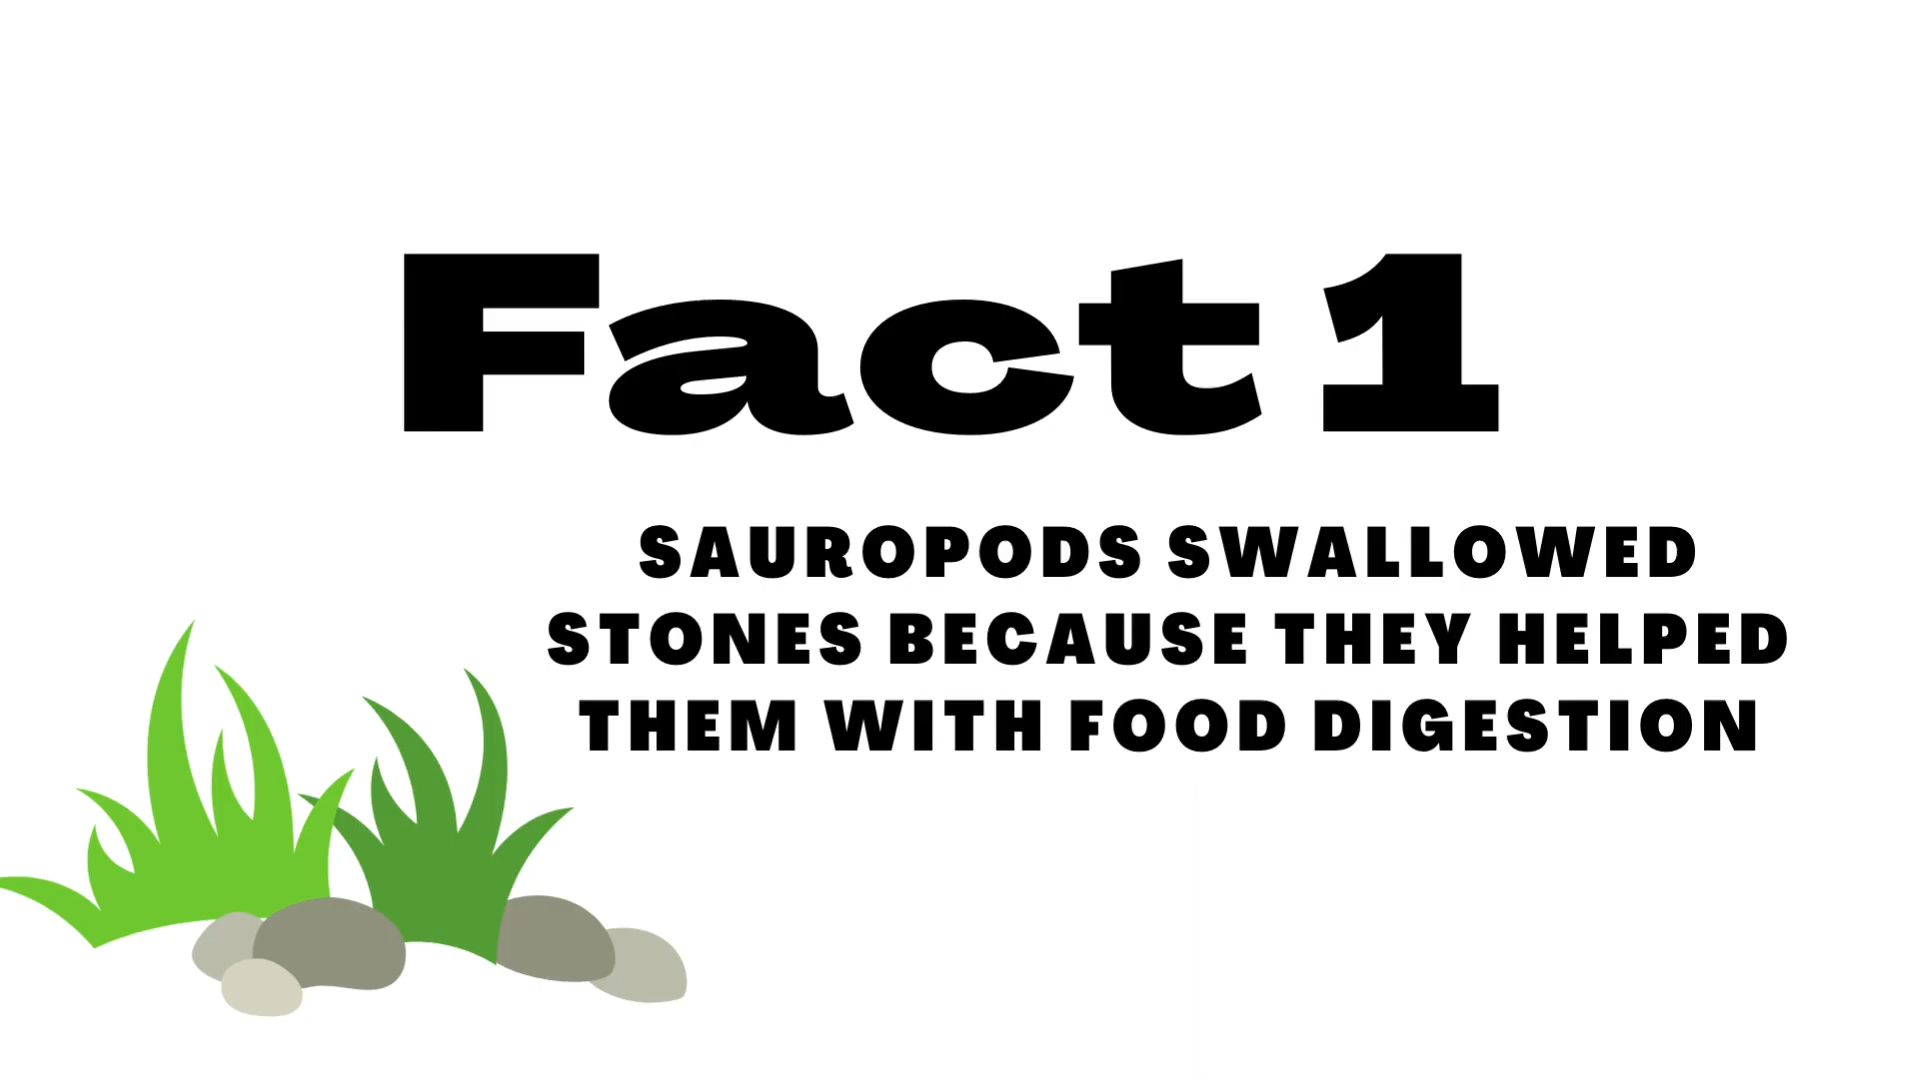 Fact 1
SAUROPODS SWALLOWED
STONES BECAUSE THEY HELPED
THEM WITH FOOD DIGESTION